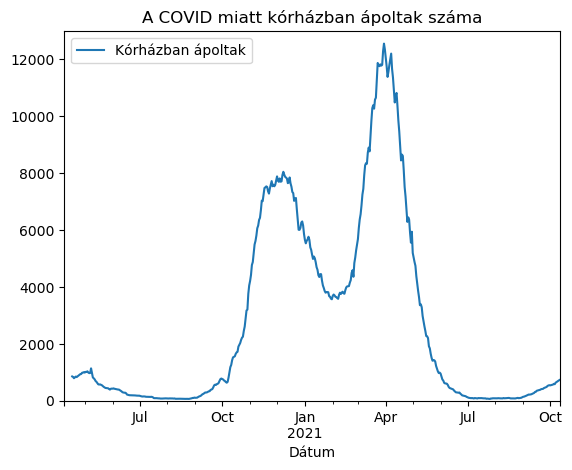 A COVID miatt kórházban ápoltak száma
Kórházban ápoltak
12000
10000
8000
6000
4000
2000
0
Jul
Oct
Jan
2021
Apr
Jul
Oct
Dátum